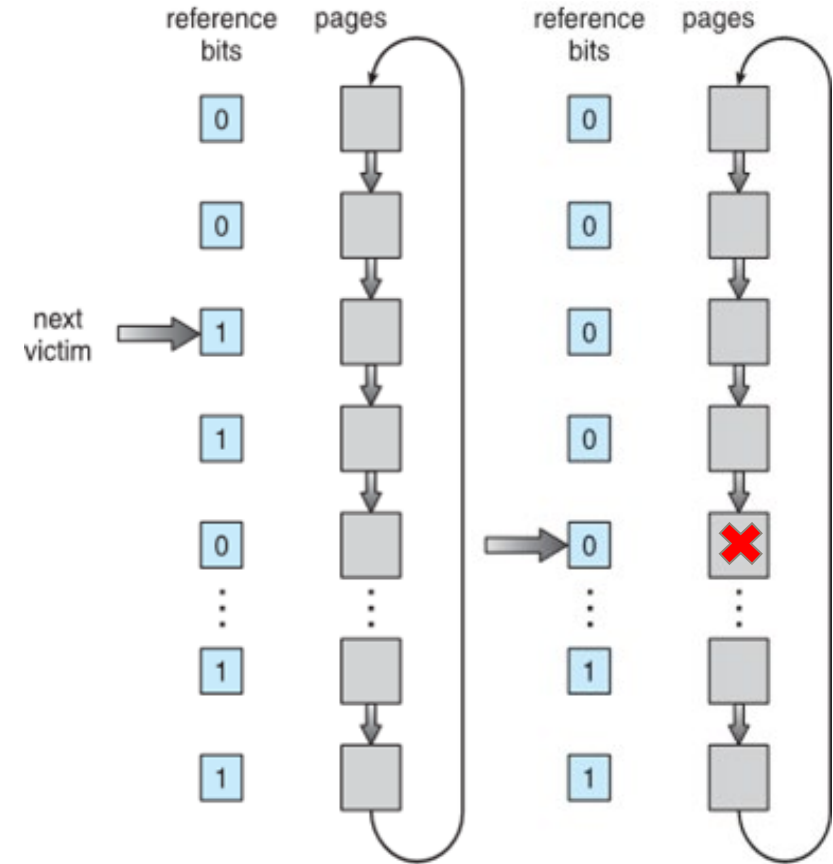 reference pages reference pages
bits bits
0 0
0 0
next
victim
1 0
1 0
0 0
1 1
1 1